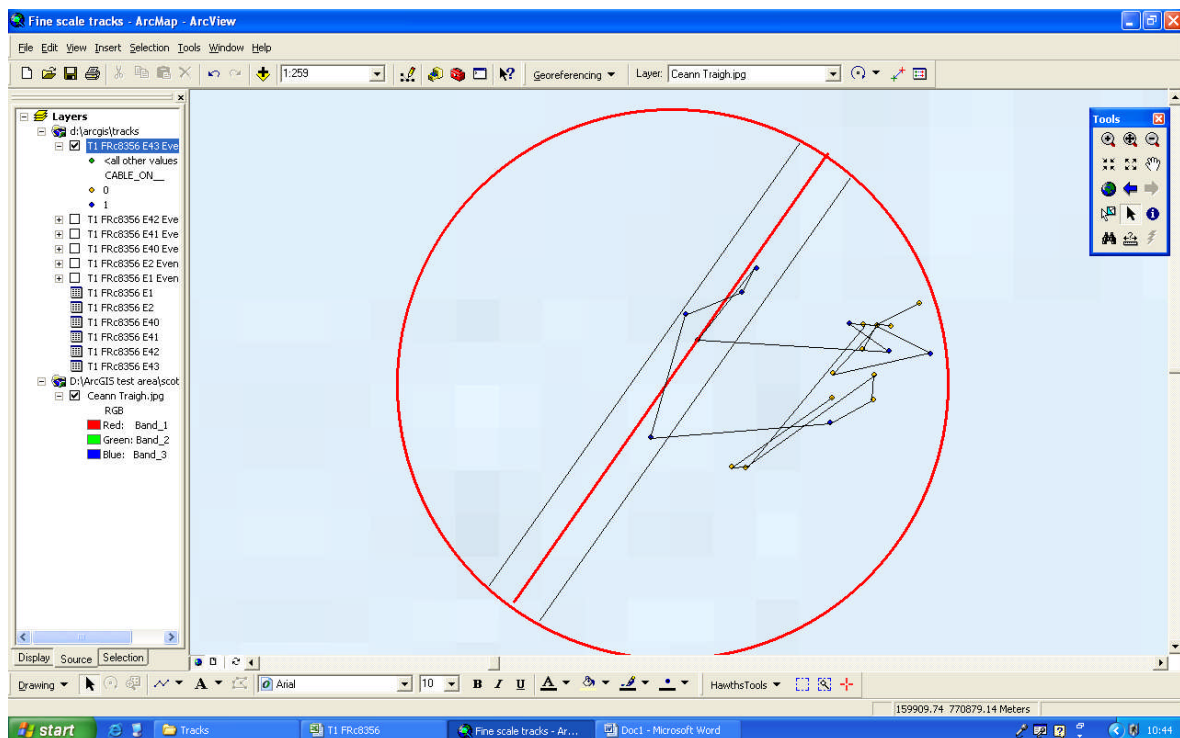 Fine scale tracks - ArcMap - ArcView
File Edit View Insert Selection Tools Window Help
1:259 Georeferencing Layer: Ceann Traigh.jpg
Layers
d:\arcgis\tracks
T1 FRc8356 E43 Eve
<all other values
CABLE_ON__
0
1
T1 FRc8356 E42 Eve
T1 FRc8356 E41 Eve
T1 FRc8356 E40 Eve
T1 FRc8356 E2 Even
T1 FRc8356 E1 Even
T1 FRc8356 E1
T1 FRc8356 E2
T1 FRc8356 E40
T1 FRc8356 E41
T1 FRc8356 E42
T1 FRc8356 E43
D:\ArcGIS test area\scot
Ceann Traigh.jpg
RGB
Red: Band_1
Green: Band_2
Blue: Band_3
Tools
Display Source Selection
Drawing A Arial 10 B I U A HawthsTools
159909.74 770879.14 Meters
start Tracks T1 FRc8356 Fine scale tracks - Ar... Doc1 - Microsoft Word 10:44